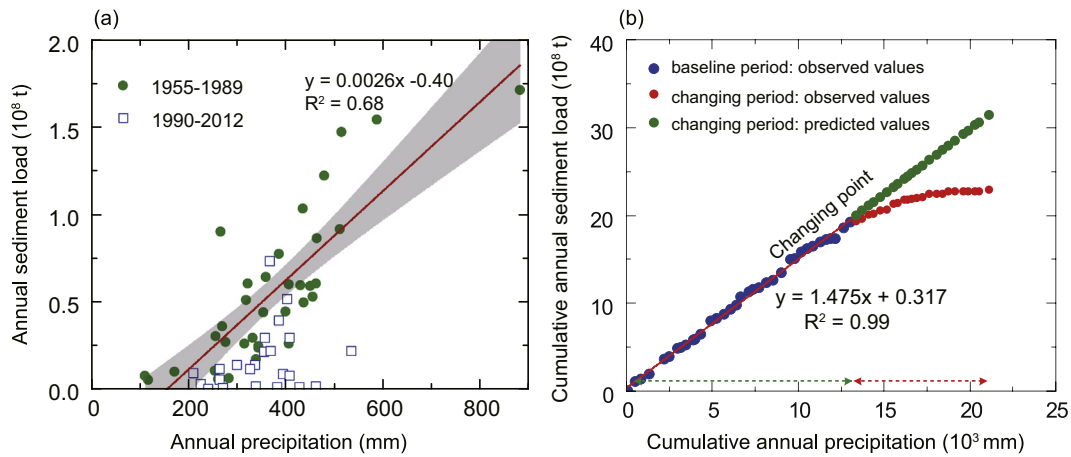 (a)
2.0
1.5
1.0
0.5
0.0
0
200
400
600
800
Annual sediment load (10⁸ t)
Annual precipitation (mm)
1955-1989
1990-2012
y = 0.0026x -0.40
R² = 0.68
(b)
40
30
20
10
0
0
5
10
15
20
25
Cumulative annual sediment load (10⁸ t)
Cumulative annual precipitation (10³ mm)
baseline period: observed values
changing period: observed values
changing period: predicted values
Changing point
y = 1.475x + 0.317
R² = 0.99